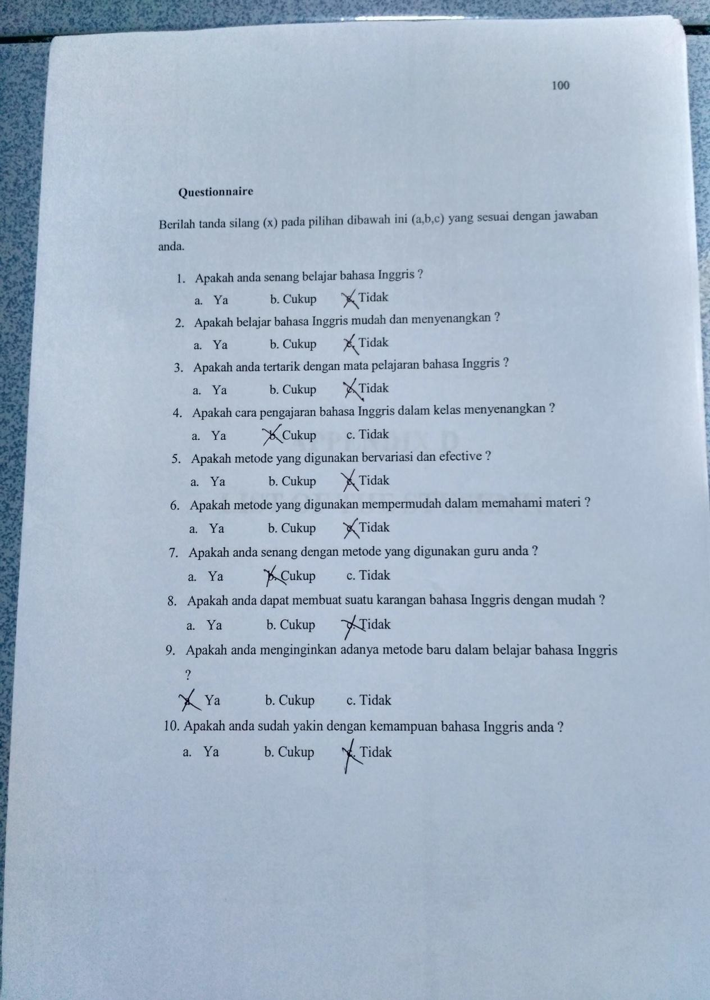 100
Questionnaire
Berilah tanda silang (x) pada pilihan dibawah ini (a,b,c) yang sesuai dengan jawaban
anda.
1. Apakah anda senang belajar bahasa Inggris ?
a. Ya b. Cukup c. Tidak
2. Apakah belajar bahasa Inggris mudah dan menyenangkan ?
a. Ya b. Cukup c. Tidak
3. Apakah anda tertarik dengan mata pelajaran bahasa Inggris ?
a. Ya b. Cukup c. Tidak
4. Apakah cara pengajaran bahasa Inggris dalam kelas menyenangkan ?
a. Ya b. Cukup c. Tidak
5. Apakah metode yang digunakan bervariasi dan efective ?
a. Ya b. Cukup c. Tidak
6. Apakah metode yang digunakan mempermudah dalam memahami materi ?
a. Ya b. Cukup c. Tidak
7. Apakah anda senang dengan metode yang digunakan guru anda ?
a. Ya b. Cukup c. Tidak
8. Apakah anda dapat membuat suatu karangan bahasa Inggris dengan mudah ?
a. Ya b. Cukup c. Tidak
9. Apakah anda menginginkan adanya metode baru dalam belajar bahasa Inggris
?
a. Ya b. Cukup c. Tidak
10. Apakah anda sudah yakin dengan kemampuan bahasa Inggris anda ?
a. Ya b. Cukup c. Tidak